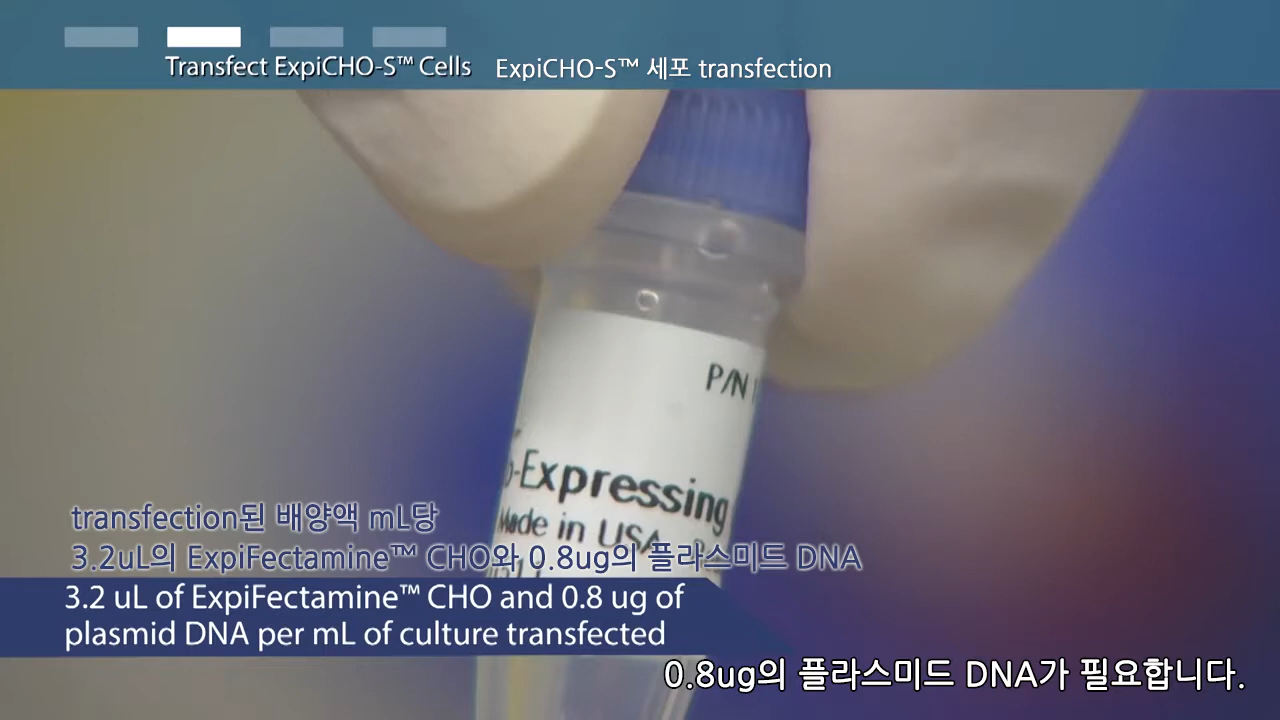 Transfect ExpiCHO-S™ Cells ExpiCHO-S™ 세포 transfection
P/N
-Expressing
Made in USA
transfection된 배양액 mL당
3.2uL의 ExpiFectamine™ CHO와 0.8ug의 플라스미드 DNA
3.2 uL of ExpiFectamine™ CHO and 0.8 ug of
plasmid DNA per mL of culture transfected
0.8ug의 플라스미드 DNA가 필요합니다.